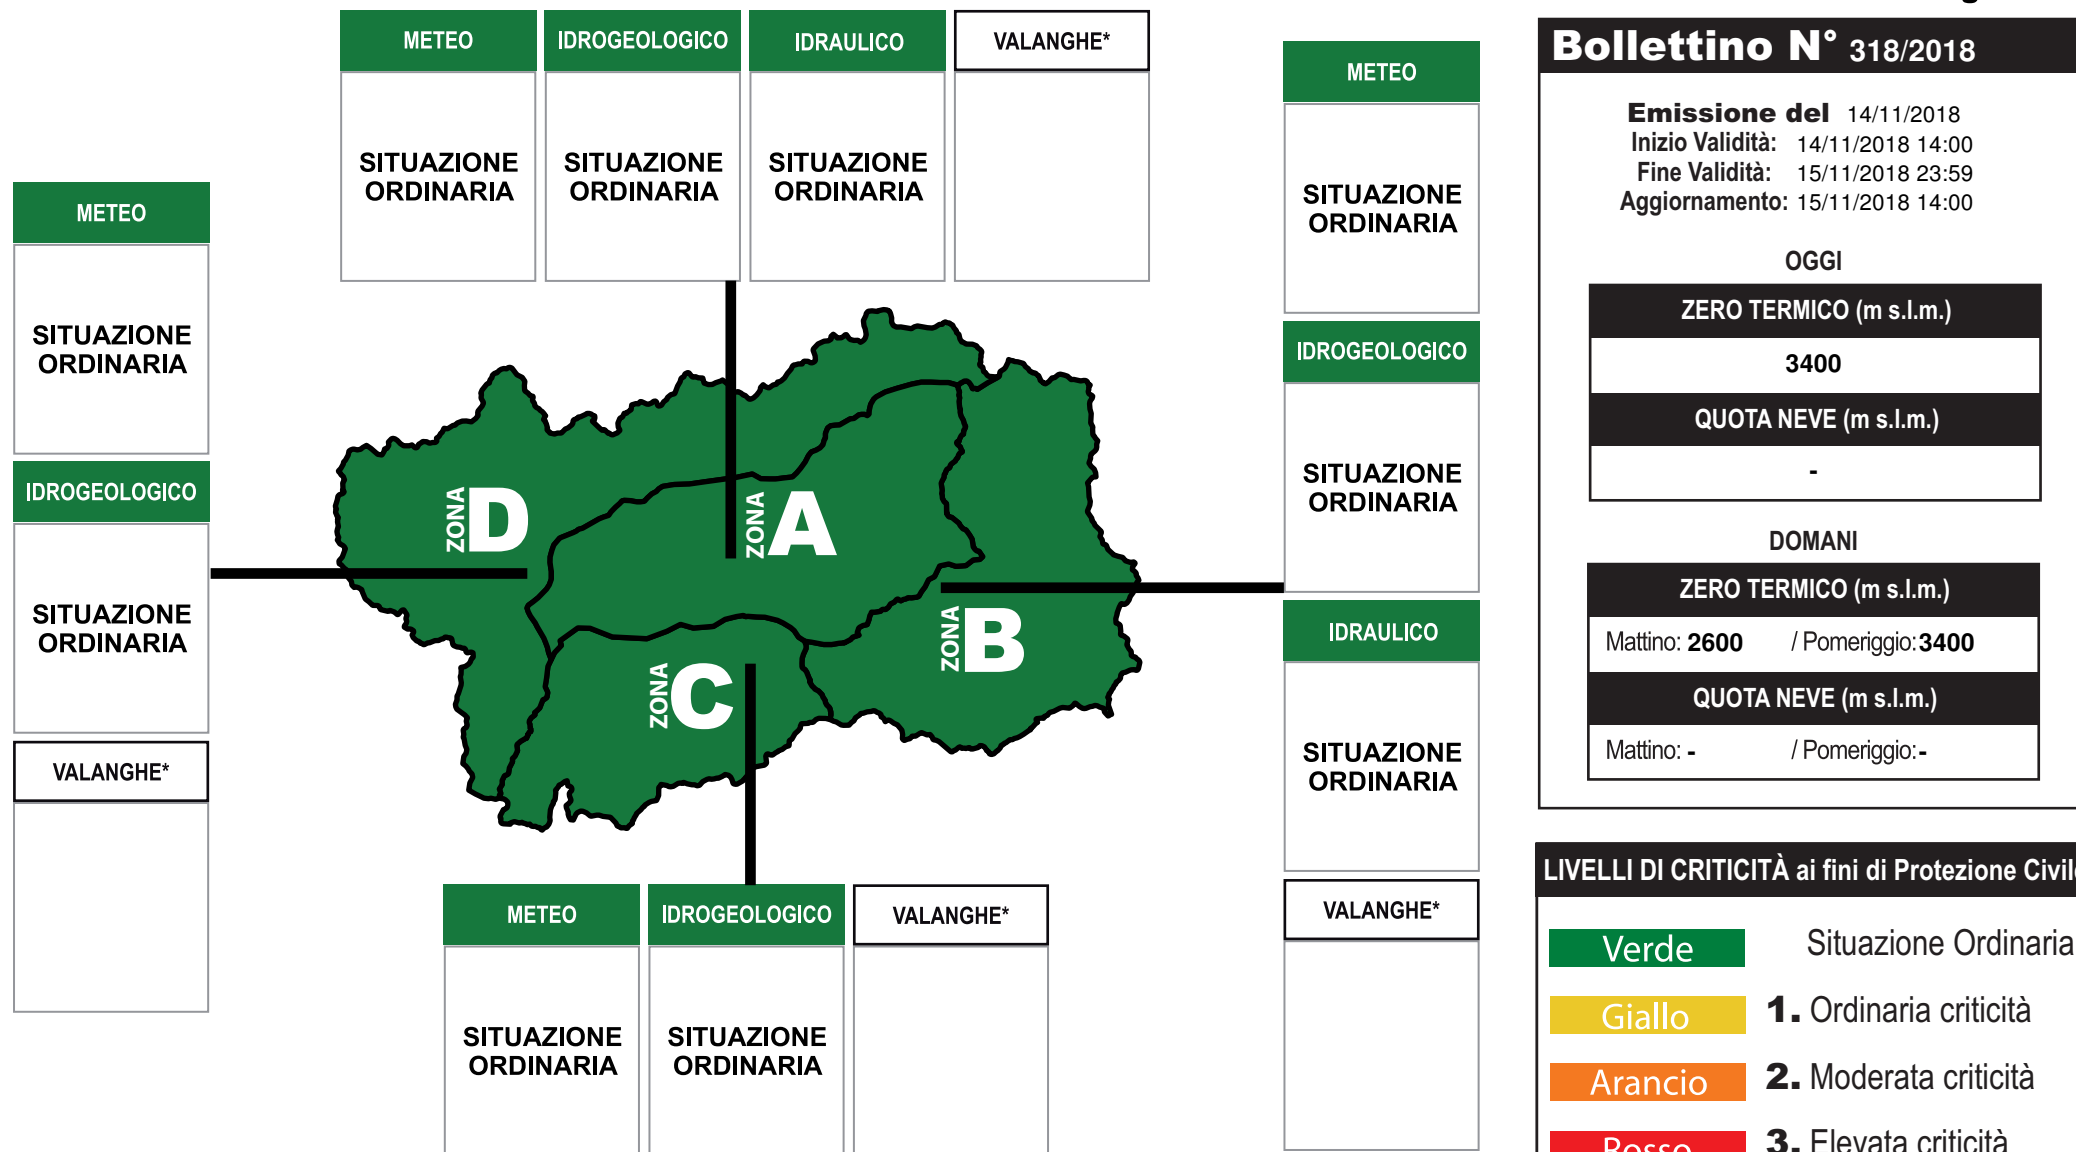 METEO IDROGEOLOGICO IDRAULICO VALANGHE*
SITUAZIONE ORDINARIA SITUAZIONE ORDINARIA SITUAZIONE ORDINARIA
METEO
SITUAZIONE
ORDINARIA
IDROGEOLOGICO
SITUAZIONE
ORDINARIA
VALANGHE*
ZONA D
ZONA A
ZONA B
ZONA C
METEO
SITUAZIONE
ORDINARIA
IDROGEOLOGICO
SITUAZIONE
ORDINARIA
IDRAULICO
SITUAZIONE
ORDINARIA
VALANGHE*
METEO IDROGEOLOGICO VALANGHE*
SITUAZIONE ORDINARIA SITUAZIONE ORDINARIA
Bollettino N° 318/2018
Emissione del 14/11/2018
Inizio Validità: 14/11/2018 14:00
Fine Validità: 15/11/2018 23:59
Aggiornamento: 15/11/2018 14:00
OGGI
ZERO TERMICO (m s.l.m.)
3400
QUOTA NEVE (m s.l.m.)
-
DOMANI
ZERO TERMICO (m s.l.m.)
Mattino: 2600 / Pomeriggio: 3400
QUOTA NEVE (m s.l.m.)
Mattino: - / Pomeriggio: -
LIVELLI DI CRITICITÀ ai fini di Protezione Civile
Verde Situazione Ordinaria
Giallo 1. Ordinaria criticità
Arancio 2. Moderata criticità
Rosso 3. Elevata criticità